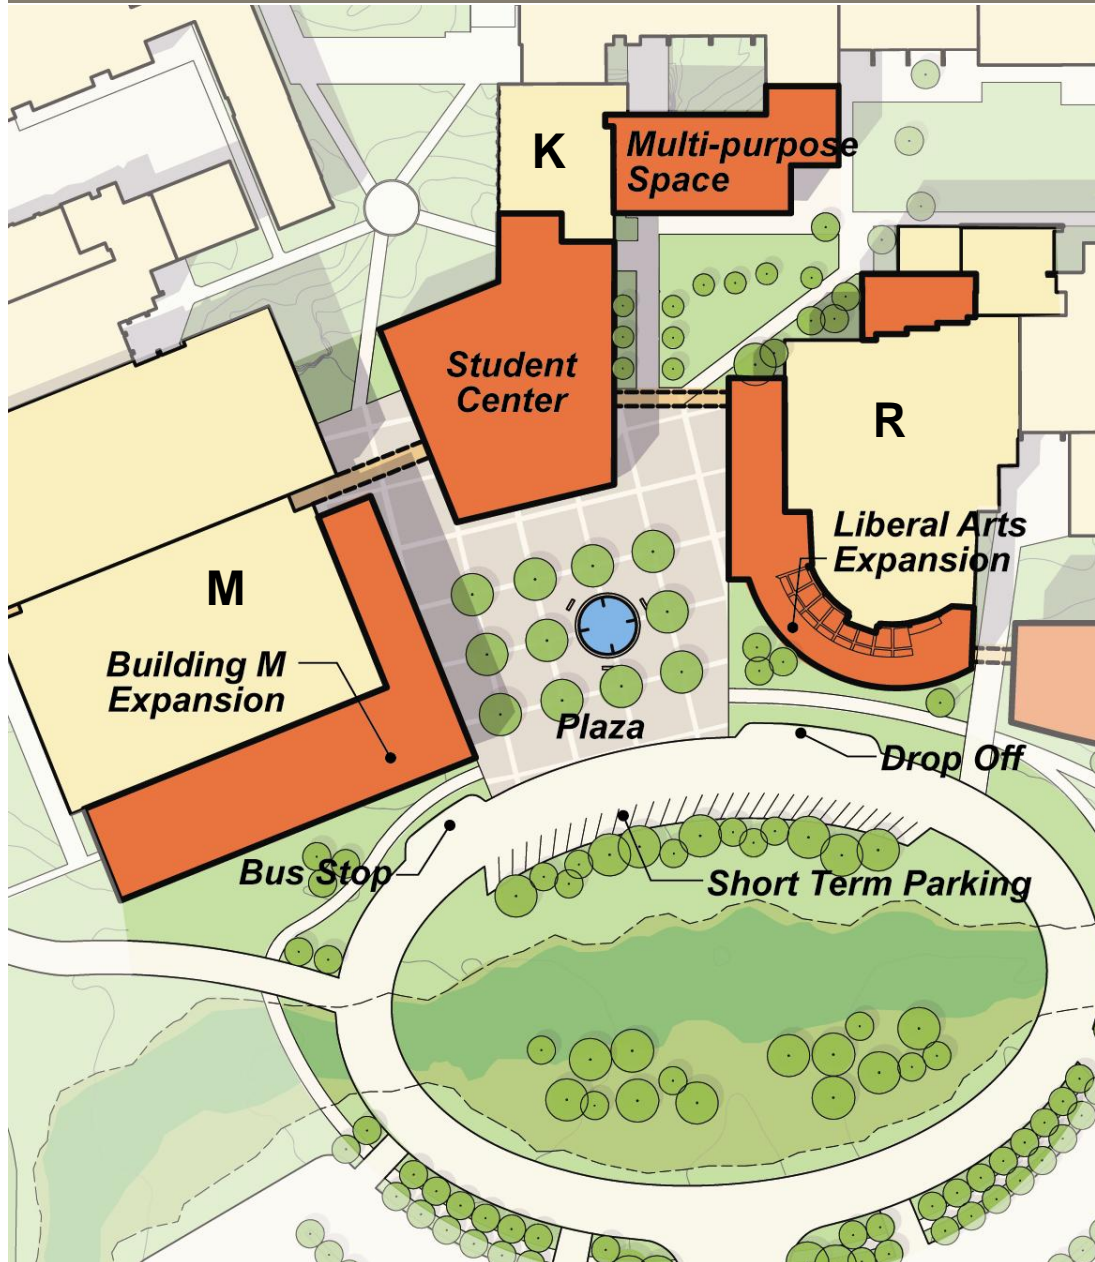 K
Multi-purpose
Space
Student
Center
R
Liberal Arts
Expansion
M
Building M
Expansion
Plaza
Drop Off
Bus Stop
Short Term Parking